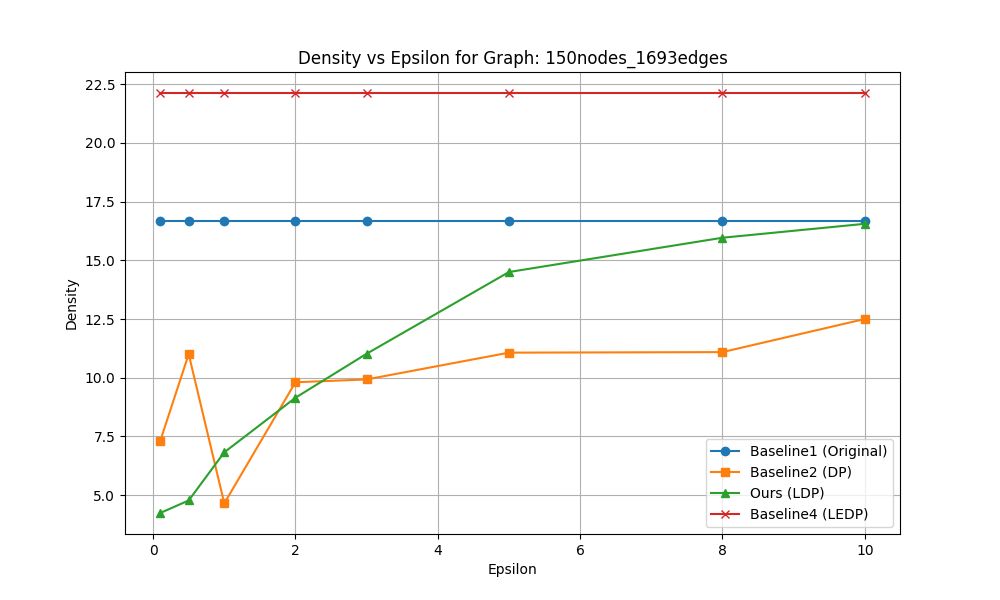 Density vs Epsilon for Graph: 150nodes_1693edges
22.5
20.0
17.5
15.0
12.5
10.0
7.5
5.0
Density
0 2 4 6 8 10
Epsilon
Baseline1 (Original)
Baseline2 (DP)
Ours (LDP)
Baseline4 (LEDP)